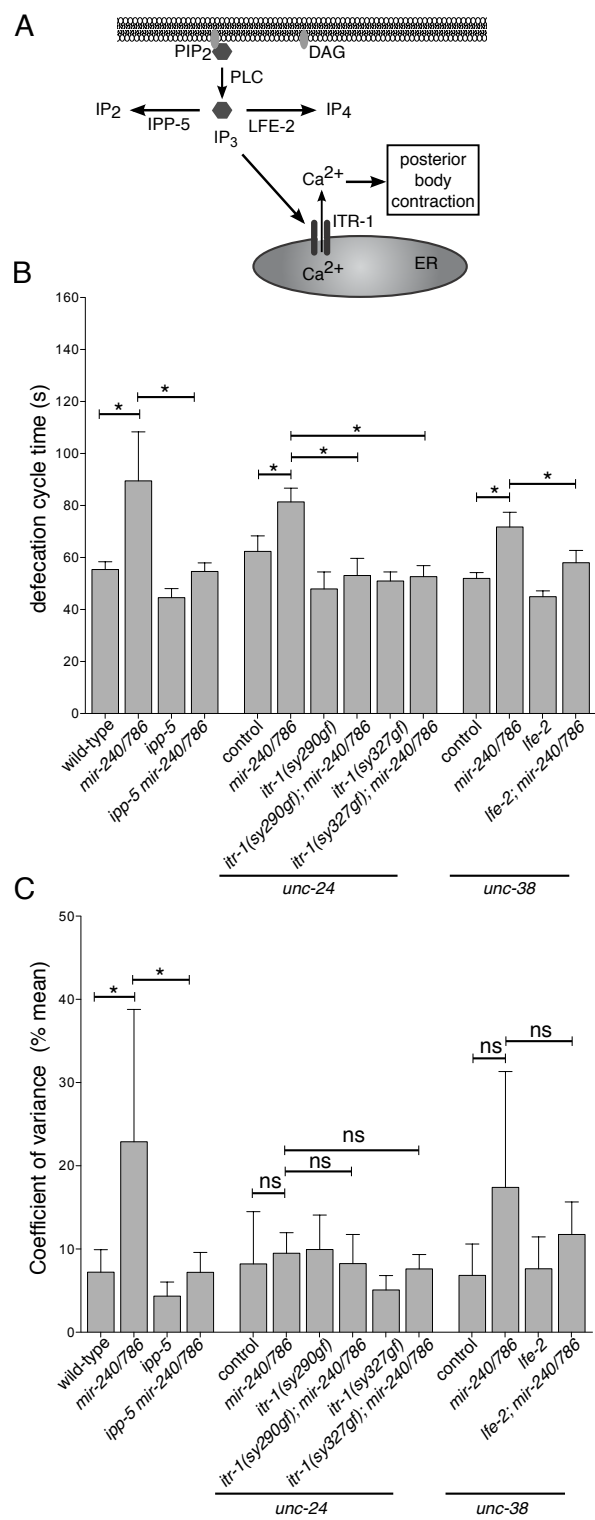 A
PIP2 DAG
PLC
IP2 IPP-5 LFE-2 IP4
IP3
Ca2+
posterior
body
contraction
ITR-1
Ca2+ ER
B
defecation cycle time (s)
160
140
120
100
80
60
40
20
0
* * * * * * *
wild-type
mir-240/786
ipp-5
ipp-5 mir-240/786
control
mir-240/786
itr-1(sy290gf)
itr-1(sy290gf); mir-240/786
itr-1(sy327gf)
itr-1(sy327gf); mir-240/786
control
mir-240/786
lfe-2
lfe-2; mir-240/786
unc-24 unc-38
C
Coefficient of variance (% mean)
50
40
30
20
10
0
* * ns ns ns ns ns
wild-type
mir-240/786
ipp-5
ipp-5 mir-240/786
control
mir-240/786
itr-1(sy290gf)
itr-1(sy290gf); mir-240/786
itr-1(sy327gf)
itr-1(sy327gf); mir-240/786
control
mir-240/786
lfe-2
lfe-2; mir-240/786
unc-24 unc-38